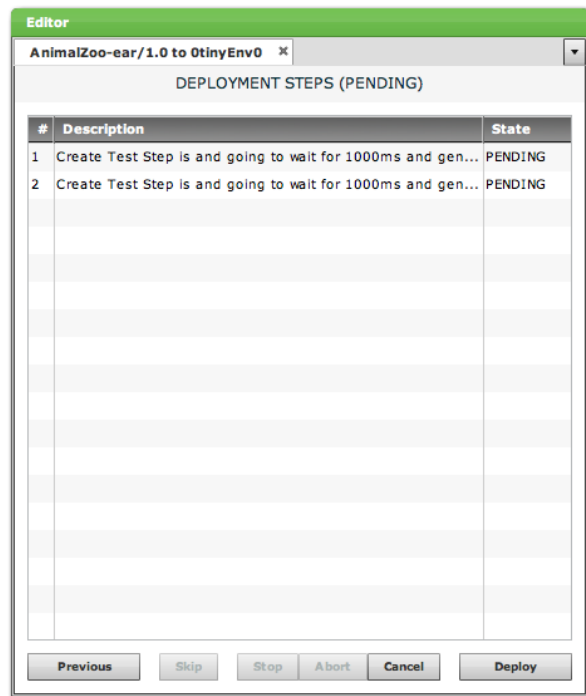 Editor
AnimalZoo-ear/1.0 to 0tinyEnv0 ×
DEPLOYMENT STEPS (PENDING)
# Description State
1 Create Test Step is and going to wait for 1000ms and gen... PENDING
2 Create Test Step is and going to wait for 1000ms and gen... PENDING
Previous Skip Stop Abort Cancel Deploy